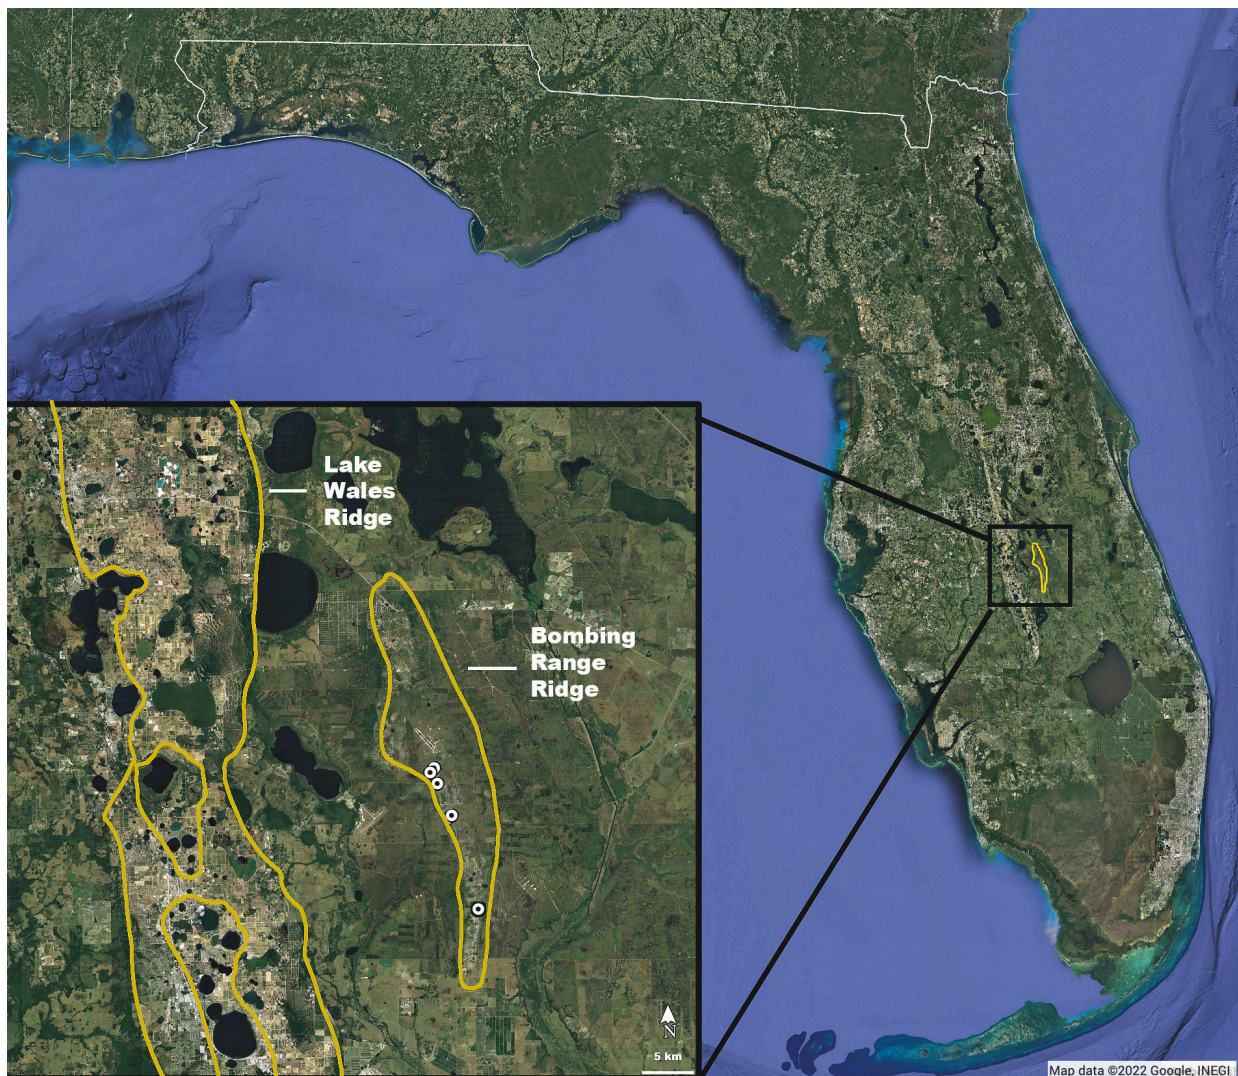 Lake
Wales
Ridge
Bombing
Range
Ridge
N
5 km
Map data ©2022 Google, INEGI